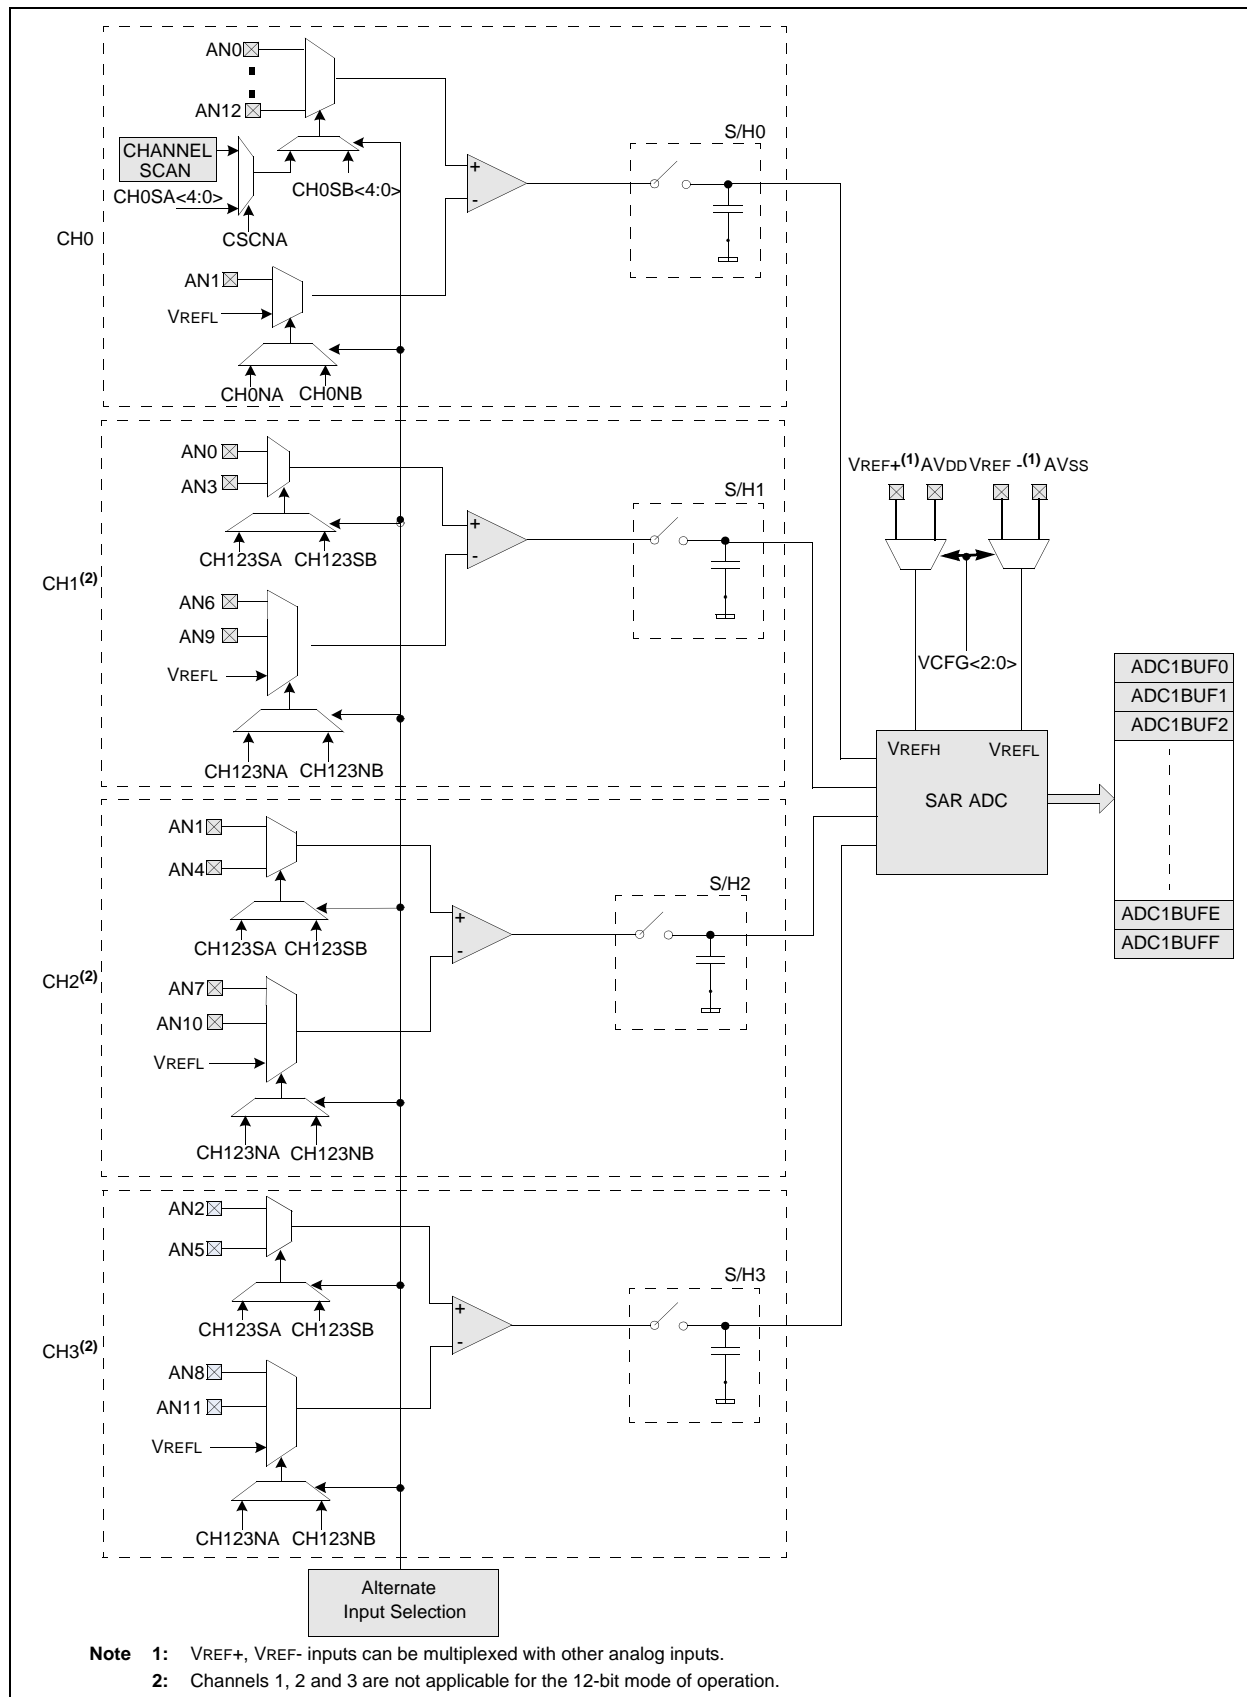 AN0
AN12
CHANNEL
SCAN
CH0SA<4:0>
CH0SB<4:0>
CSCNA
CH0
AN1
VREFL
CH0NA CH0NB
+
-
S/H0
AN0
AN3
CH123SA CH123SB
CH1(2)
AN6
AN9
VREFL
CH123NA CH123NB
+
-
S/H1
VREF+(1) AVDD VREF -(1) AVSS
VCFG<2:0>
VREFH VREFL
SAR ADC
ADC1BUF0
ADC1BUF1
ADC1BUF2
ADC1BUFE
ADC1BUFF
AN1
AN4
CH123SA CH123SB
CH2(2)
AN7
AN10
VREFL
CH123NA CH123NB
+
-
S/H2
AN2
AN5
CH123SA CH123SB
CH3(2)
AN8
AN11
VREFL
CH123NA CH123NB
+
-
S/H3
Alternate
Input Selection
Note 1: VREF+, VREF- inputs can be multiplexed with other analog inputs.
2: Channels 1, 2 and 3 are not applicable for the 12-bit mode of operation.